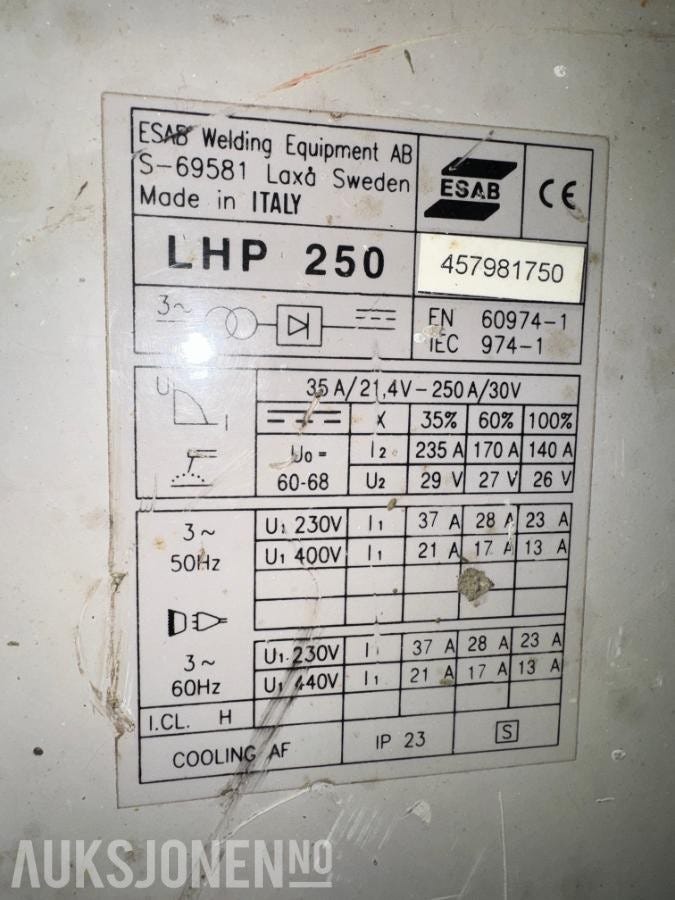 ESAB Welding Equipment AB
S-69581 Laxå Sweden
Made in ITALY
ESAB
CE
LHP 250
457981750
3~
EN 60974-1
IEC 974-1
U
I
35 A/21,4V-250 A/30V
X 35% 60% 100%
U0=
60-68
I2 235 A 170 A 140 A
U2 29 V 27 V 26 V
3~
50Hz
U1 230V I1 37 A 28 A 23 A
U1 400V I1 21 A 17 A 13 A
3~
60Hz
U1 230V I1 37 A 28 A 23 A
U1 440V I1 21 A 17 A 13 A
I.CL. H
COOLING AF
IP 23
S
AUKSJONEN NO